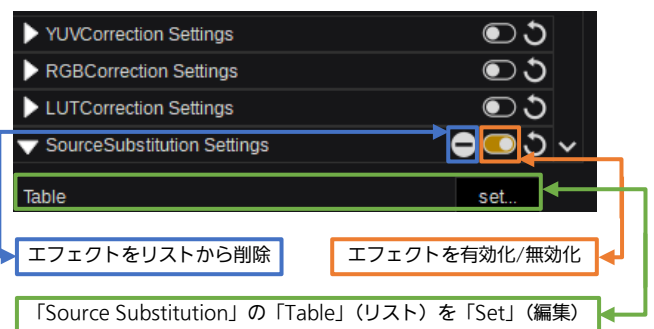 YUVCorrection Settings
RGBCorrection Settings
LUTCorrection Settings
SourceSubstitution Settings
Table set...
エフェクトをリストから削除 エフェクトを有効化/無効化
「Source Substitution」の「Table」（リスト）を「Set」（編集）